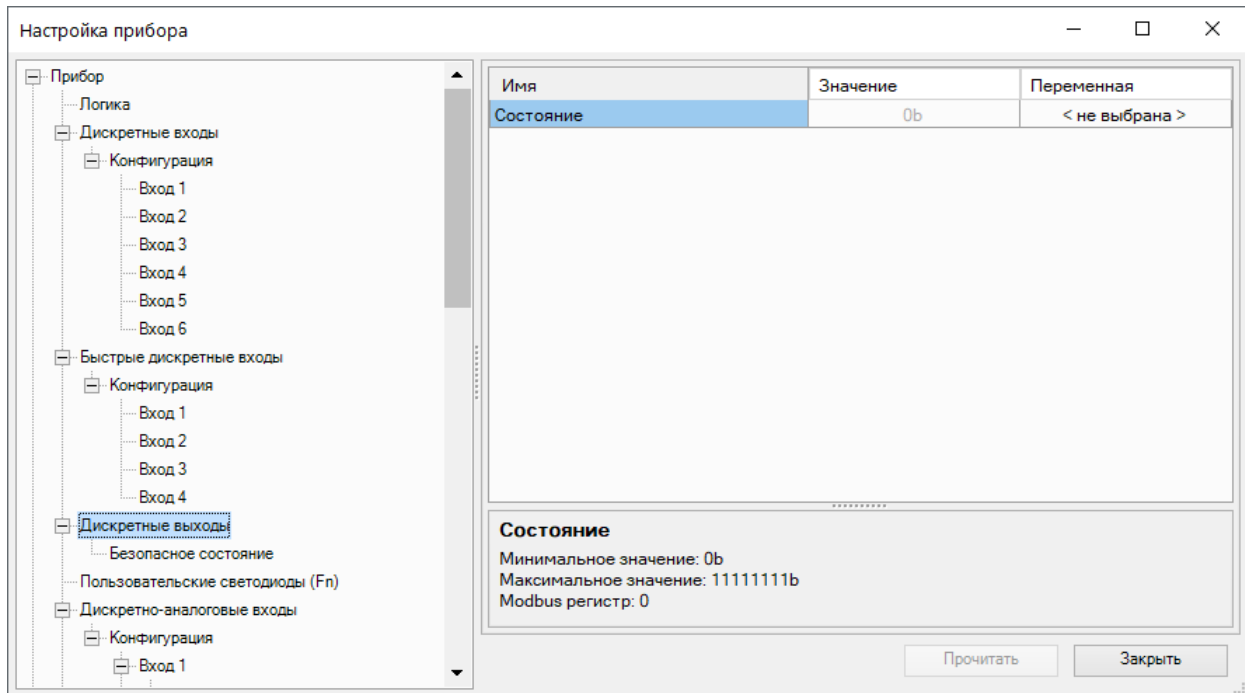 Настройка прибора
Прибор
Логика
Дискретные входы
Конфигурация
Вход 1
Вход 2
Вход 3
Вход 4
Вход 5
Вход 6
Быстрые дискретные входы
Конфигурация
Вход 1
Вход 2
Вход 3
Вход 4
Дискретные выходы
Безопасное состояние
Пользовательские светодиоды (Fn)
Дискретно-аналоговые входы
Конфигурация
Вход 1
Имя Значение Переменная
Состояние 0b < не выбрана >
Состояние
Минимальное значение: 0b
Максимальное значение: 11111111b
Modbus регистр: 0
Прочитать Закрыть